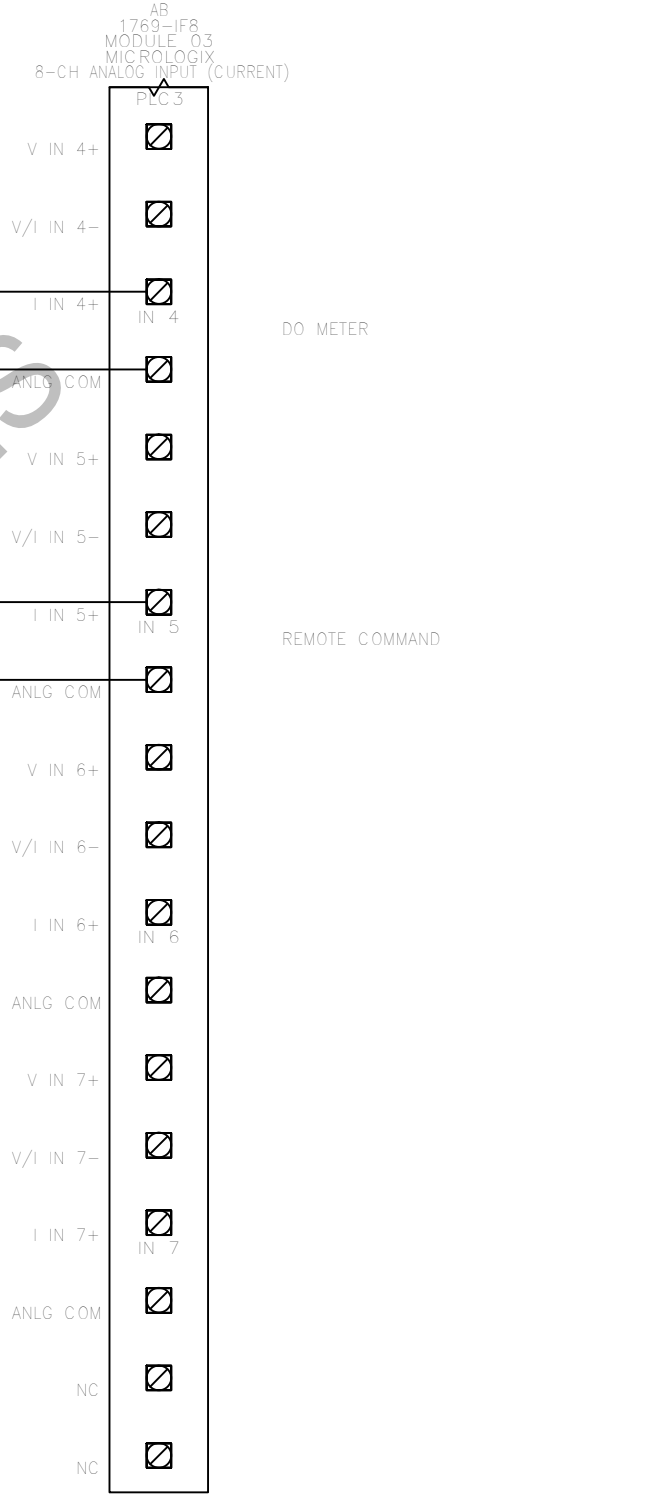 AB
1769-IF8
MODULE 03
MICROLOGIX
8-CH ANALOG INPUT (CURRENT)
PLC3
V IN 4+
V/I IN 4-
I IN 4+
IN 4
DO METER
ANLG COM
V IN 5+
V/I IN 5-
I IN 5+
IN 5
REMOTE COMMAND
ANLG COM
V IN 6+
V/I IN 6-
I IN 6+
IN 6
ANLG COM
V IN 7+
V/I IN 7-
I IN 7+
IN 7
ANLG COM
NC
NC